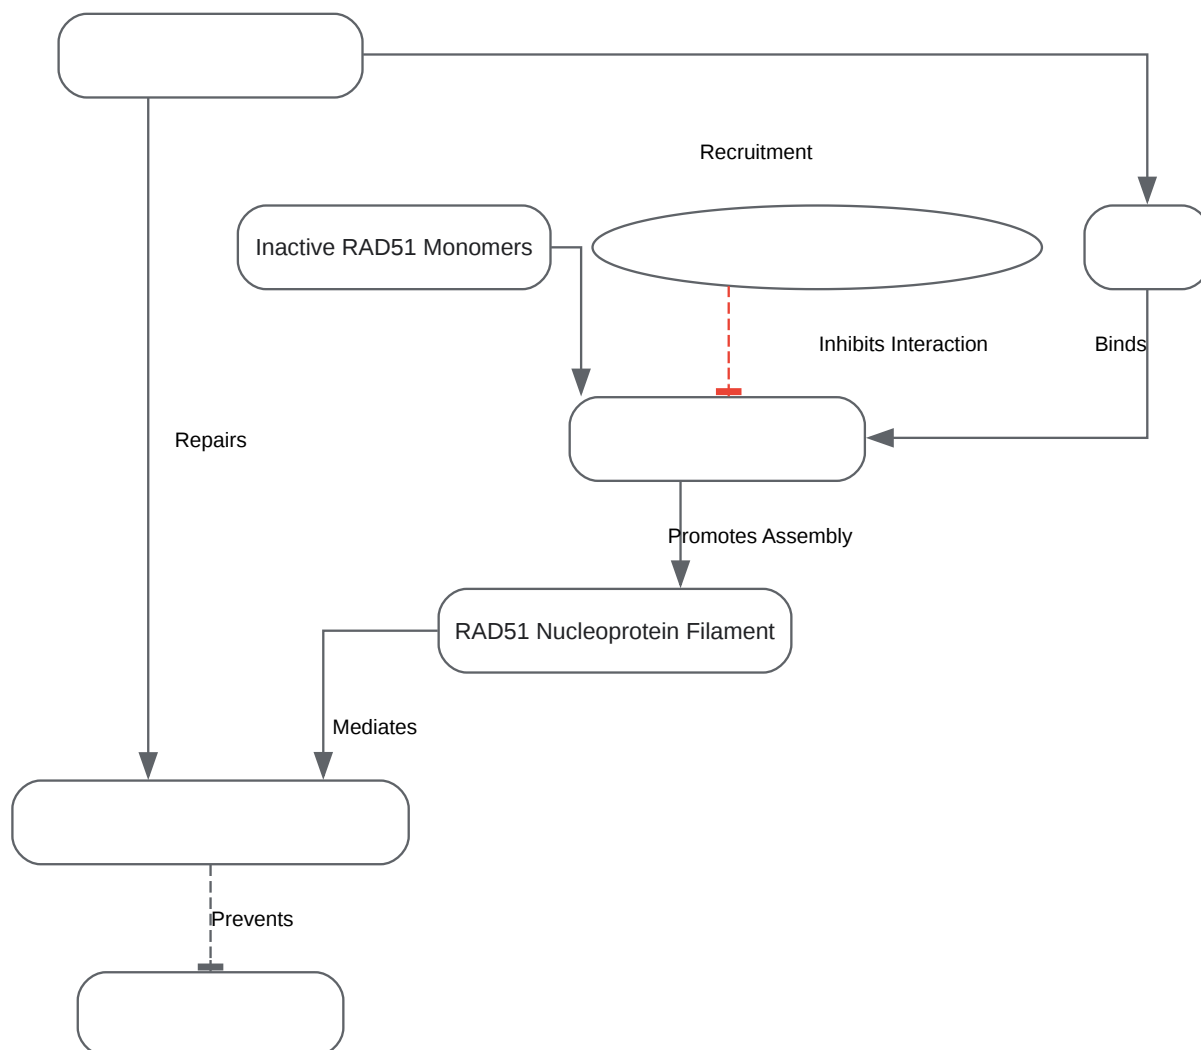 Recruitment
Inactive RAD51 Monomers
Inhibits Interaction
Binds
Repairs
Promotes Assembly
RAD51 Nucleoprotein Filament
Mediates
Prevents